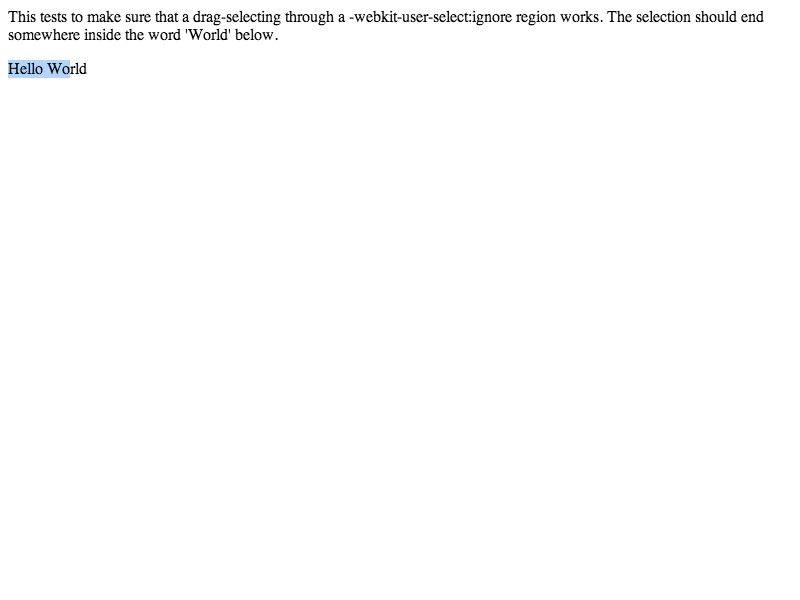 This tests to make sure that a drag-selecting through a -webkit-user-select:ignore region works. The selection should end
somewhere inside the word 'World' below.
Hello World